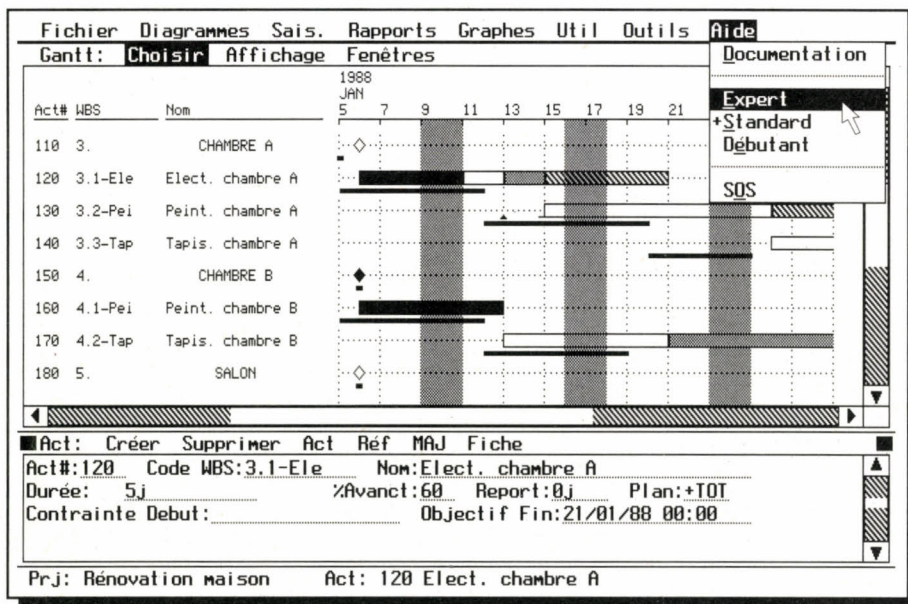 Fichier Diagrammes Sais. Rapports Graphes Util Outils Aide
Gantt: Choisir Affichage Fenêtres
Documentation
Expert
+Standard
Débutant
SOS
1988
JAN
Act# WBS Nom 5 7 9 11 13 15 17 19 21
110 3. CHAMBRE A
120 3.1-Ele Elect. chambre A
130 3.2-Pei Peint. chambre A
140 3.3-Tap Tapis. chambre A
150 4. CHAMBRE B
160 4.1-Pei Peint. chambre B
170 4.2-Tap Tapis. chambre B
180 5. SALON
Act: Créer Supprimer Act Réf MAJ Fiche
Act#:120 Code WBS:3.1-Ele Nom:Elect. chambre A
Durée: 5j %Avanct:60 Report:0j Plan:+TOT
Contrainte Debut: Objectif Fin:21/01/88 00:00
Prj: Rénovation maison Act: 120 Elect. chambre A